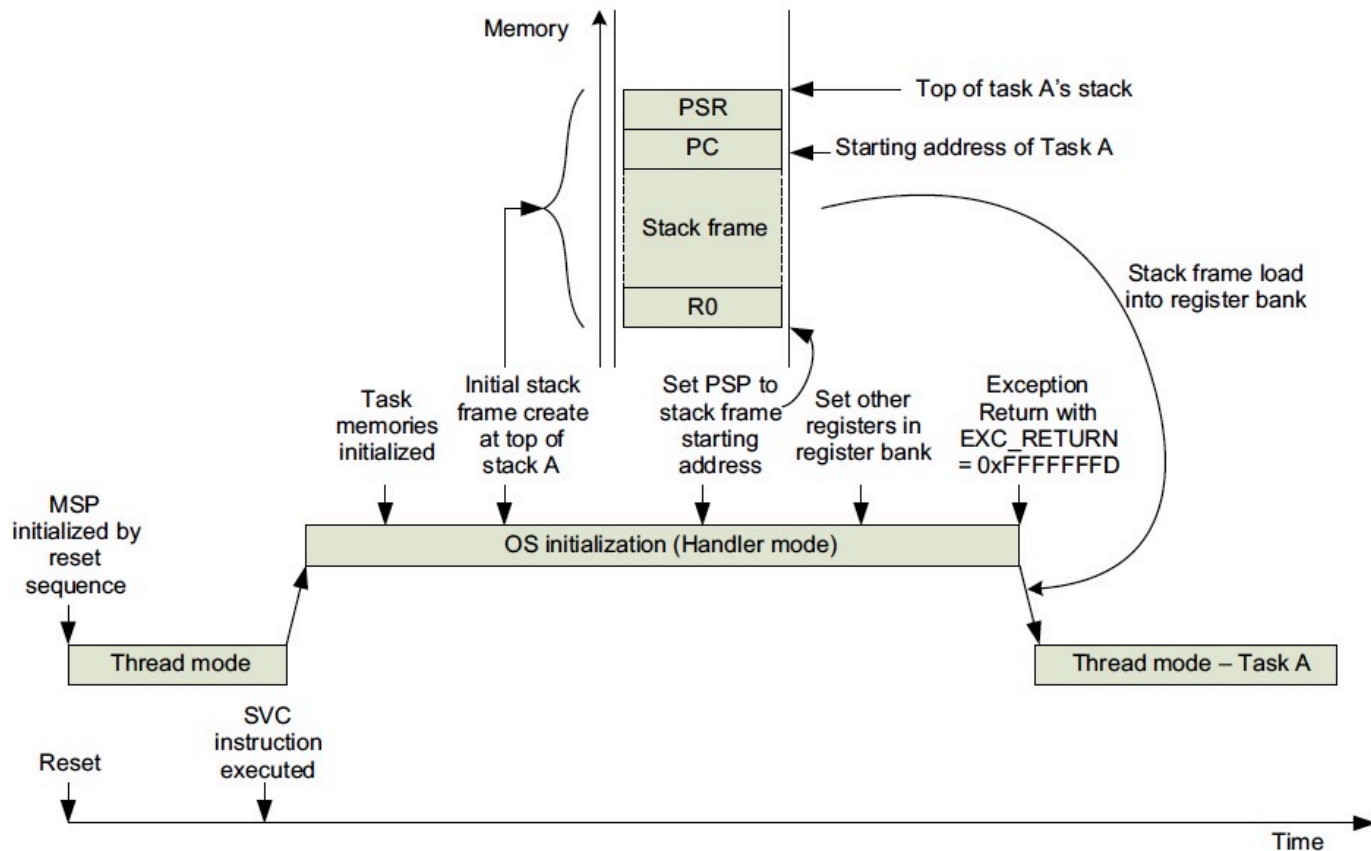 Memory
Top of task A's stack
PSR
PC
Starting address of Task A
Stack frame
R0
Stack frame load
into register bank
Task
memories
initialized
Initial stack
frame create
at top of
stack A
Set PSP to
stack frame
starting
address
Set other
registers in
register bank
Exception
Return with
EXC_RETURN
= 0xFFFFFFFD
MSP
initialized by
reset
sequence
OS initialization (Handler mode)
Thread mode
Thread mode – Task A
SVC
instruction
executed
Reset
Time